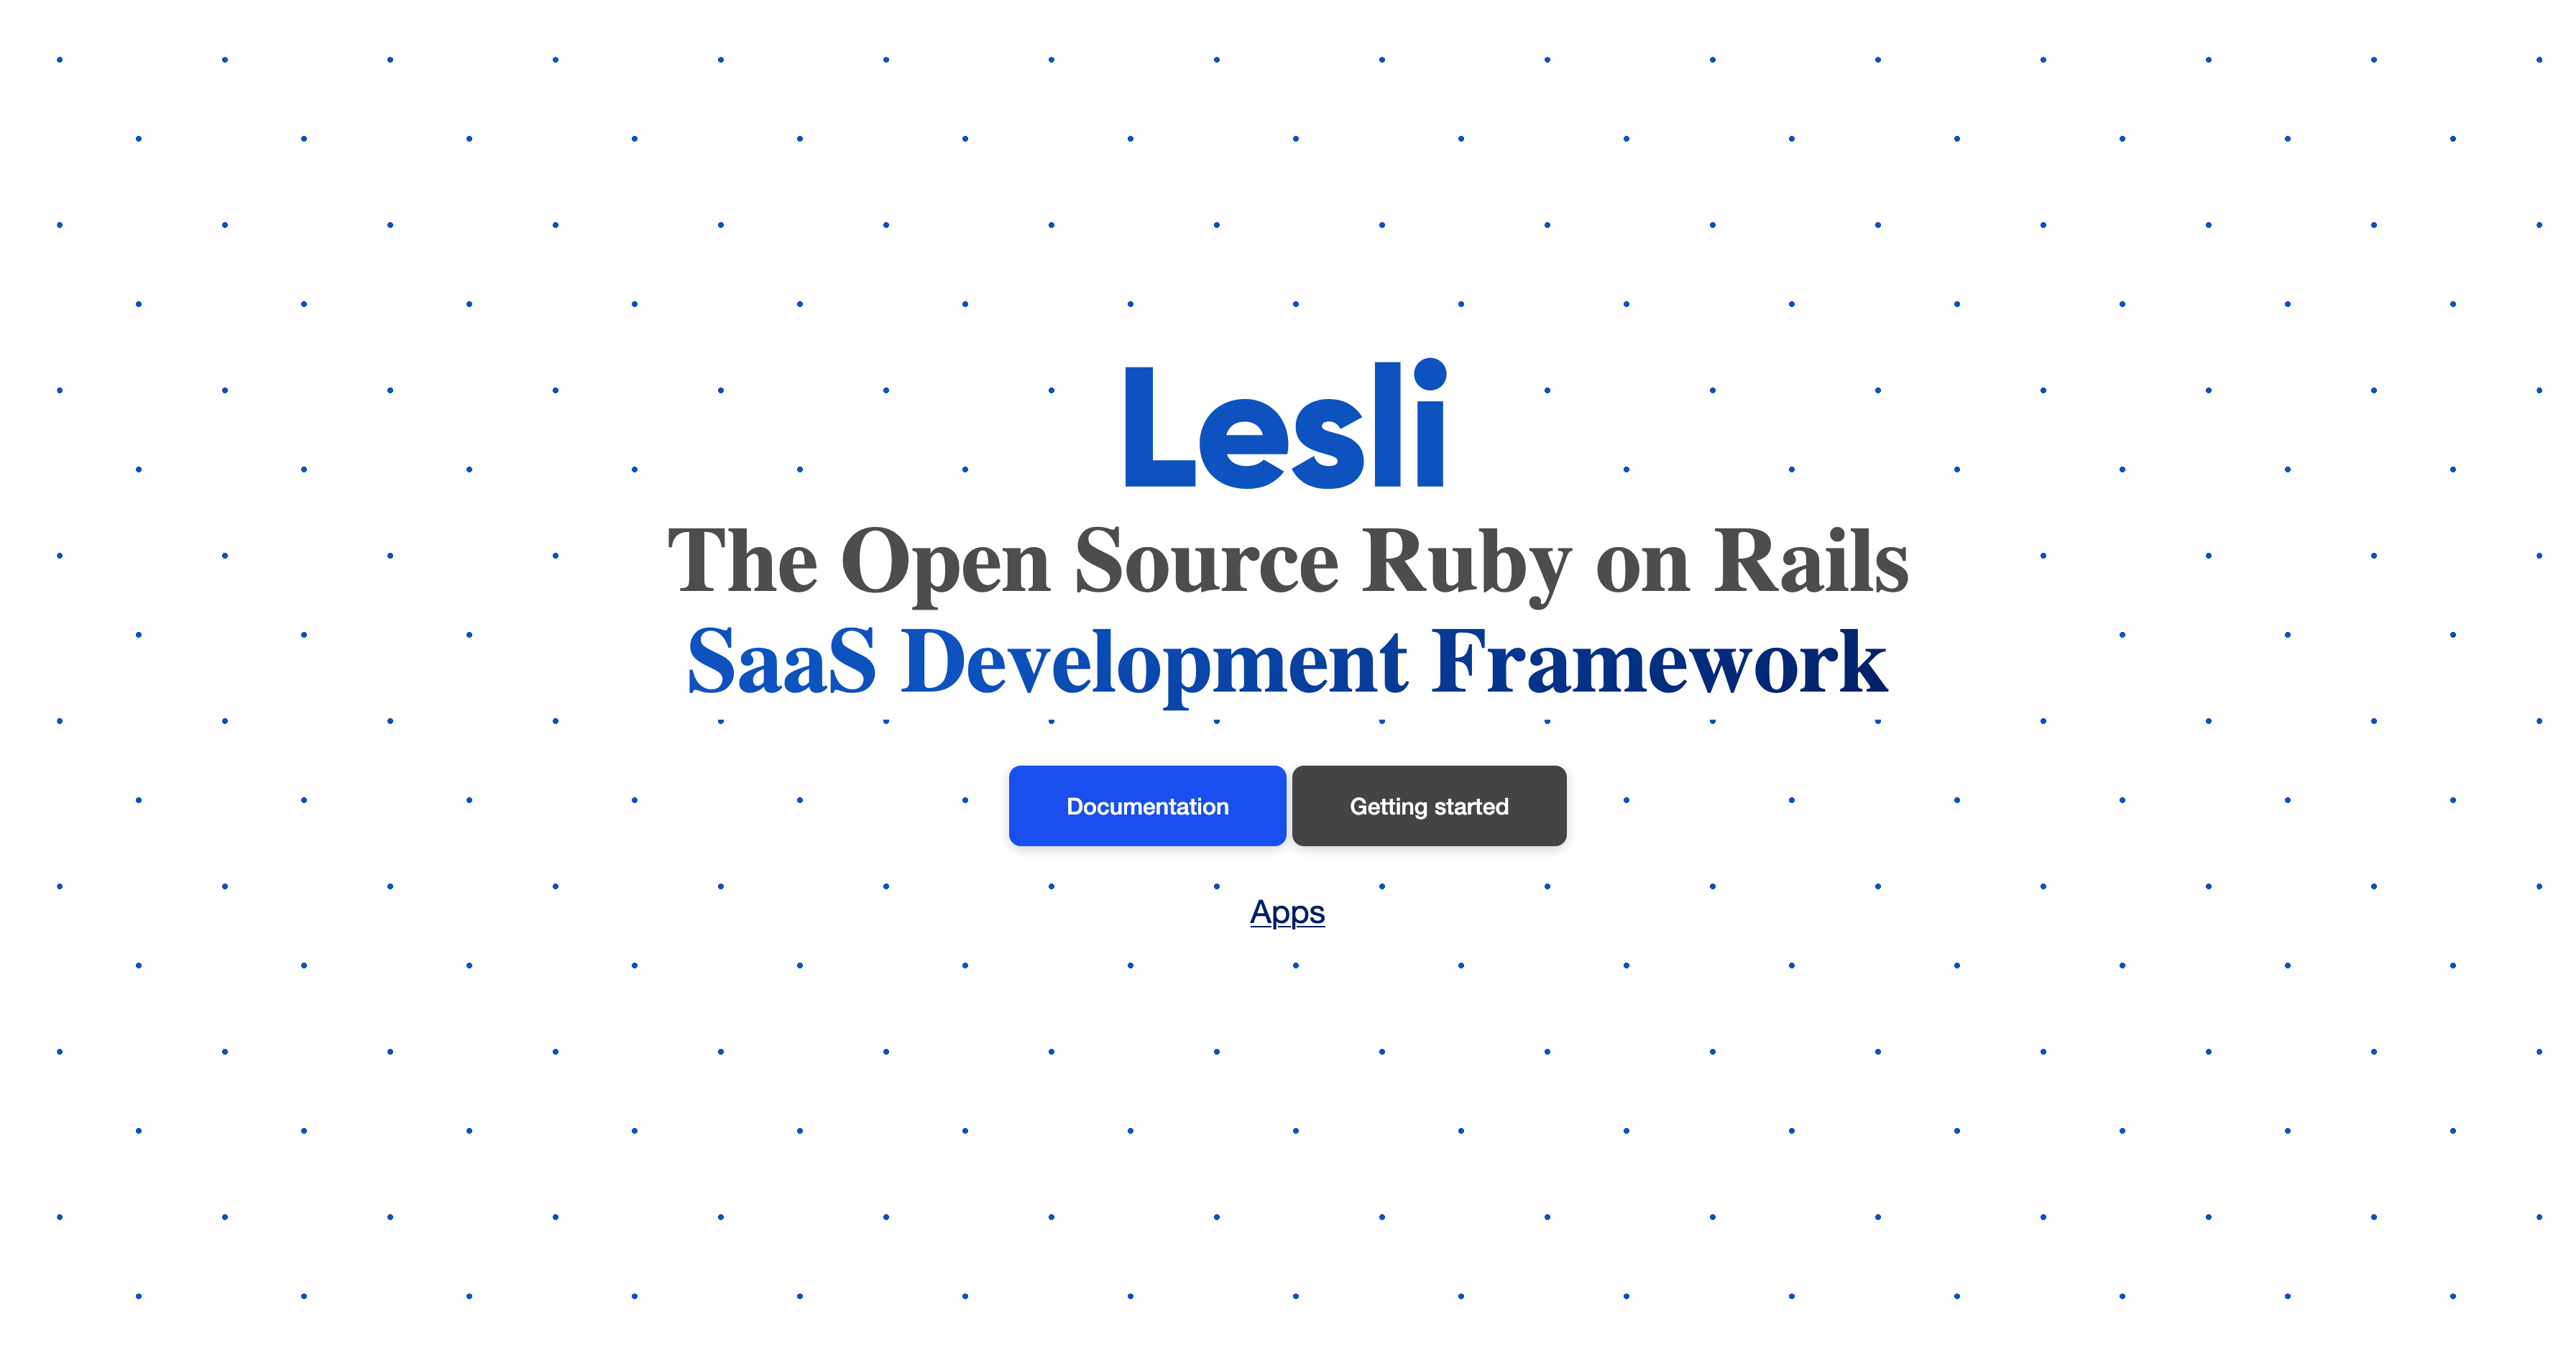 Lesli
The Open Source Ruby on Rails
SaaS Development Framework
Documentation
Getting started
Apps